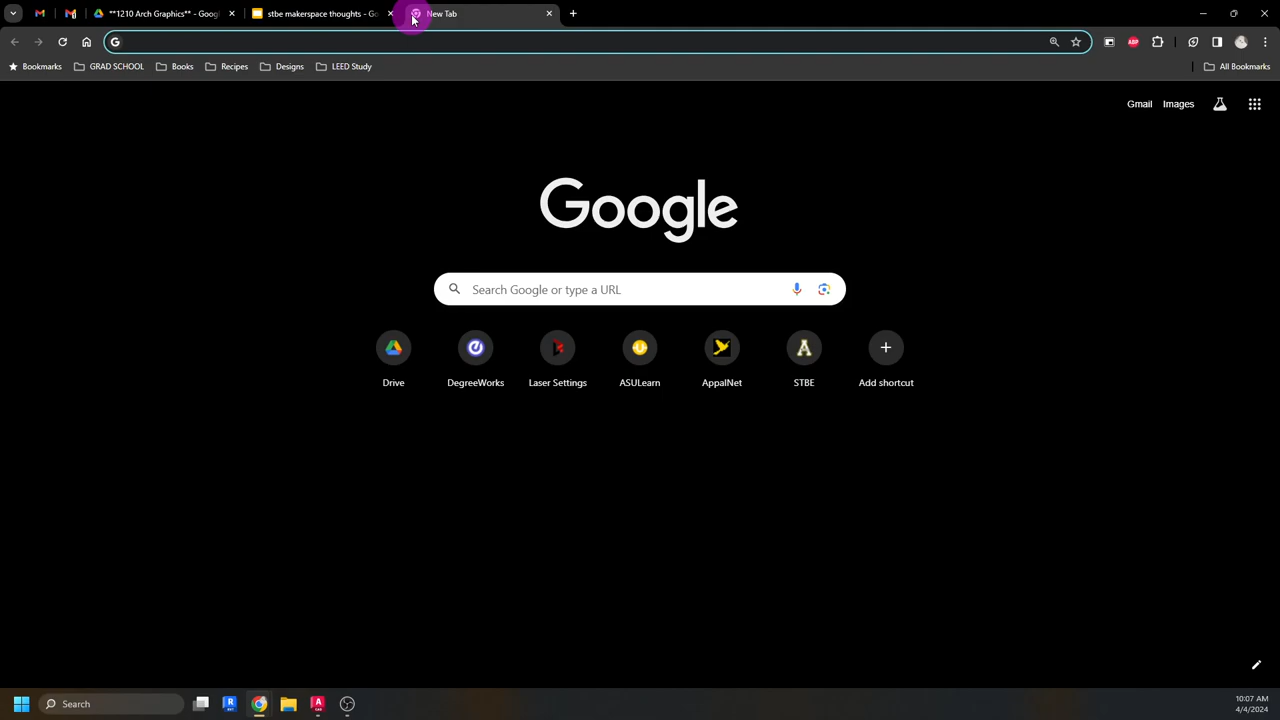 **1210 Arch Graphics** - Googl
stbe makerspace thoughts - Go
New Tab
Bookmarks
GRAD SCHOOL
Books
Recipes
Designs
LEED Study
All Bookmarks
ABP
Gmail
Images
Google
Search Google or type a URL
Drive
DegreeWorks
Laser Settings
ASULearn
AppalNet
STBE
Add shortcut
Search
10:07 AM
4/4/2024